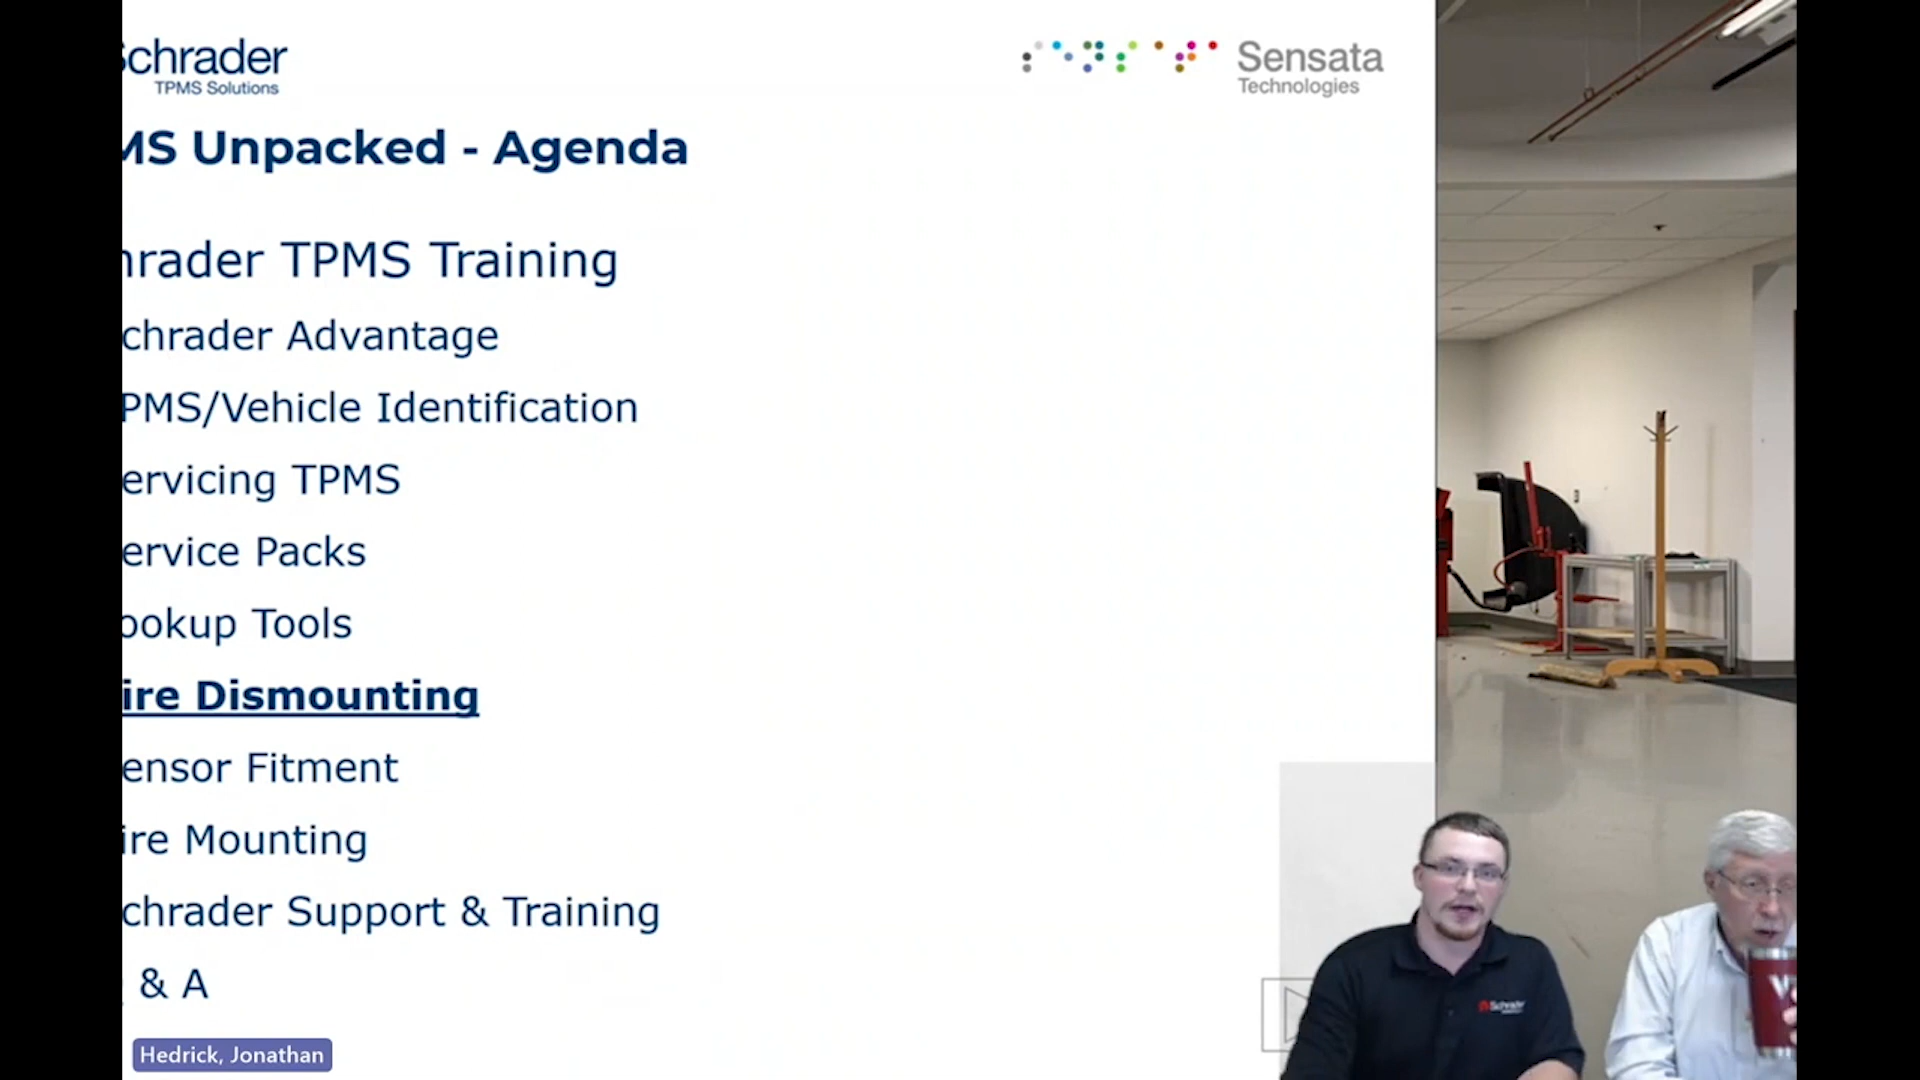 Schrader
TPMS Solutions
Sensata
Technologies
MS Unpacked - Agenda
hrader TPMS Training
chrader Advantage
PMS/Vehicle Identification
ervicing TPMS
ervice Packs
ookup Tools
ire Dismounting
ensor Fitment
ire Mounting
chrader Support & Training
& A
Schrader
Hedrick, Jonathan